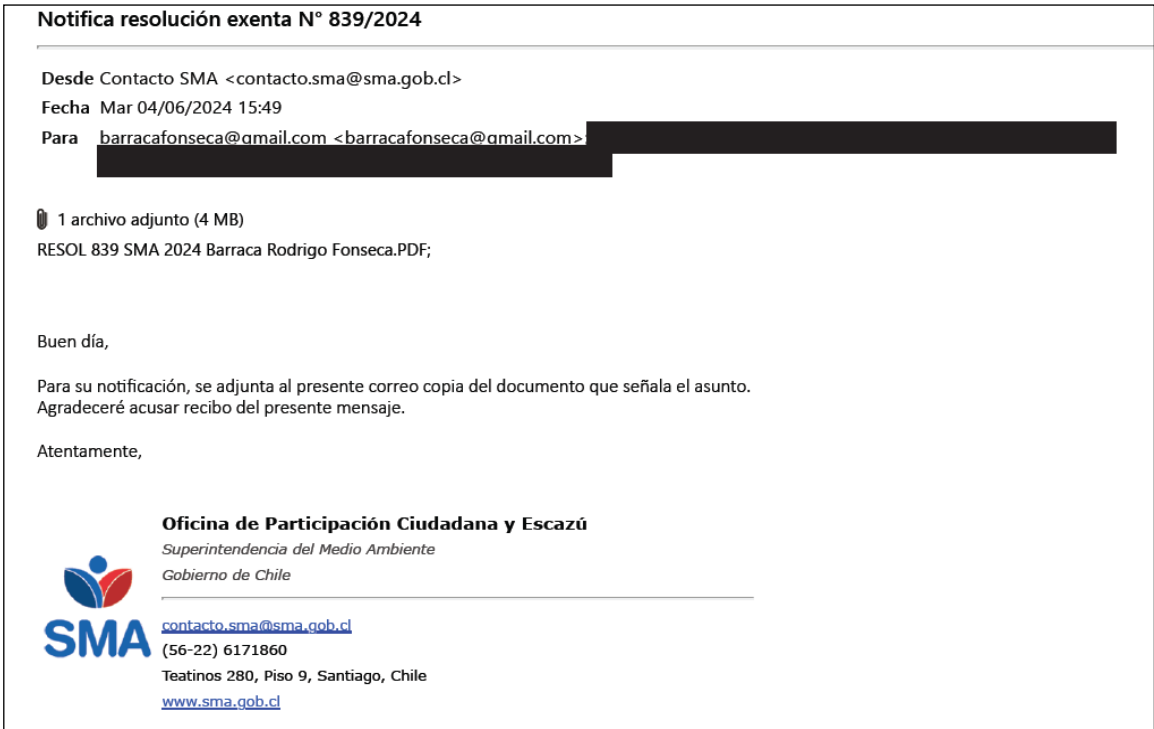 Notifica resolución exenta N° 839/2024
Desde Contacto SMA <contacto.sma@sma.gob.cl>
Fecha Mar 04/06/2024 15:49
Para barracafonseca@gmail.com <barracafonseca@gmail.com>;
1 archivo adjunto (4 MB)
RESOL 839 SMA 2024 Barraca Rodrigo Fonseca.PDF;
Buen día,
Para su notificación, se adjunta al presente correo copia del documento que señala el asunto.
Agradeceré acusar recibo del presente mensaje.
Atentamente,
Oficina de Participación Ciudadana y Escazú
Superintendencia del Medio Ambiente
Gobierno de Chile
SMA
contacto.sma@sma.gob.cl
(56-22) 6171860
Teatinos 280, Piso 9, Santiago, Chile
www.sma.gob.cl